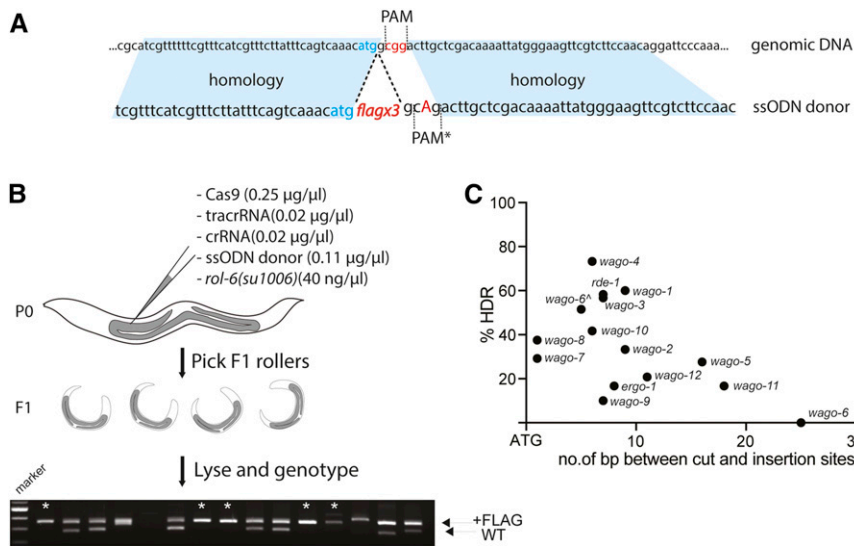 A
PAM
...cgcatcgttttttcgtttcatcgtttcttatttcagtcaaacatggcggacttgctcgacaaaattatgggaagttcgtcttccaacaggattcccaaa... genomic DNA
homology homology
tcgtttcatcgtttcttatttcagtcaaacatg flagx3 gcAgacttgctcgacaaaattatgggaagttcgtcttccaac ssODN donor
PAM*
B
- Cas9 (0.25 µg/µl)
- tracrRNA(0.02 µg/µl)
- crRNA(0.02 µg/µl)
- ssODN donor (0.11 µg/µl)
- rol-6(su1006)(40 ng/µl)
P0
Pick F1 rollers
F1
Lyse and genotype
marker
* * * * *
+FLAG
WT
C
% HDR
100
80
60
40
20
wago-4
rde-1
wago-1
wago-6^
wago-3
wago-10
wago-8
wago-2
wago-7
wago-5
wago-12
ergo-1
wago-11
wago-9
wago-6
ATG 10 20 3
no.of bp between cut and insertion sites